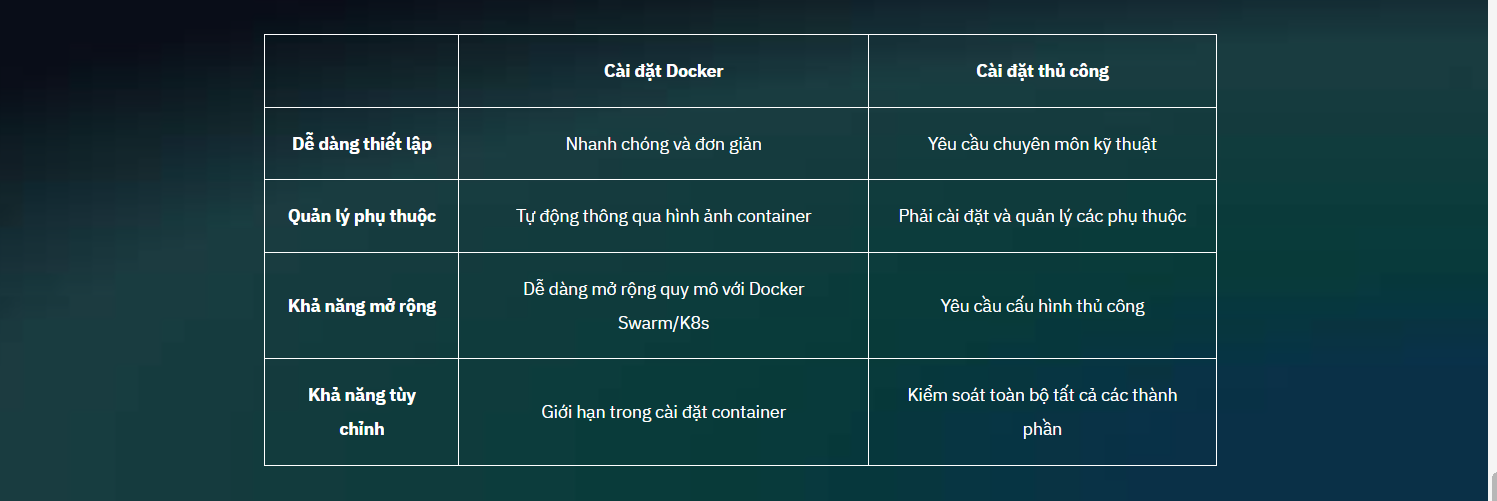 Cài đặt Docker
Cài đặt thủ công
Dễ dàng thiết lập
Nhanh chóng và đơn giản
Yêu cầu chuyên môn kỹ thuật
Quản lý phụ thuộc
Tự động thông qua hình ảnh container
Phải cài đặt và quản lý các phụ thuộc
Khả năng mở rộng
Dễ dàng mở rộng quy mô với Docker
Swarm/K8s
Yêu cầu cấu hình thủ công
Khả năng tùy
chỉnh
Giới hạn trong cài đặt container
Kiểm soát toàn bộ tất cả các thành
phần